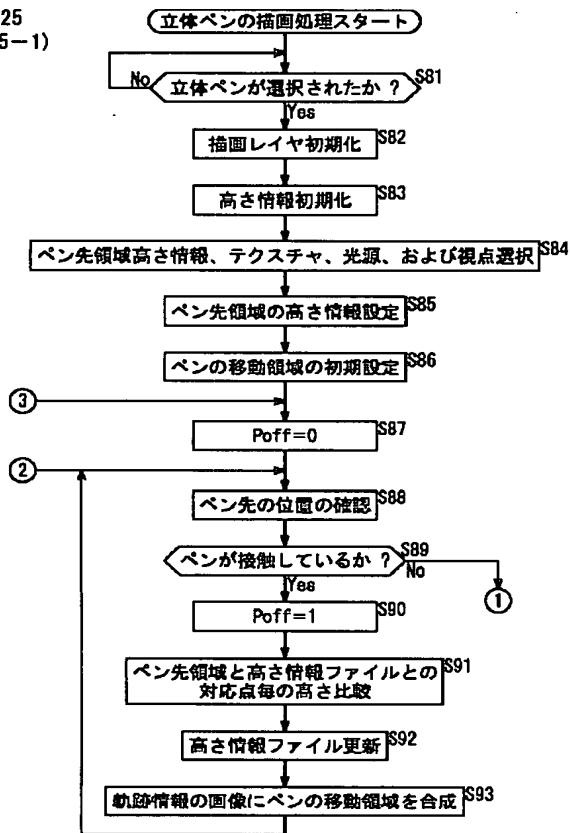 25
5−1)
立体ペンの描画処理スタート
立体ペンが選択されたか ? S81
No
Yes
描画レイヤ初期化 S82
高さ情報初期化 S83
ペン先領域高さ情報、テクスチャ、光源、および視点選択 S84
ペン先領域の高さ情報設定 S85
ペンの移動領域の初期設定 S86
③
Poff=0 S87
②
ペン先の位置の確認 S88
ペンが接触しているか ? S89
No
Yes
①
Poff=1 S90
ペン先領域と高さ情報ファイルとの S91
対応点毎の高さ比較
高さ情報ファイル更新 S92
軌跡情報の画像にペンの移動領域を合成 S93